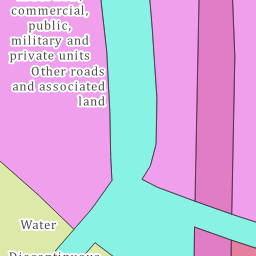 commercial,
public,
military and
private units
Other roads
and associated
land
Water